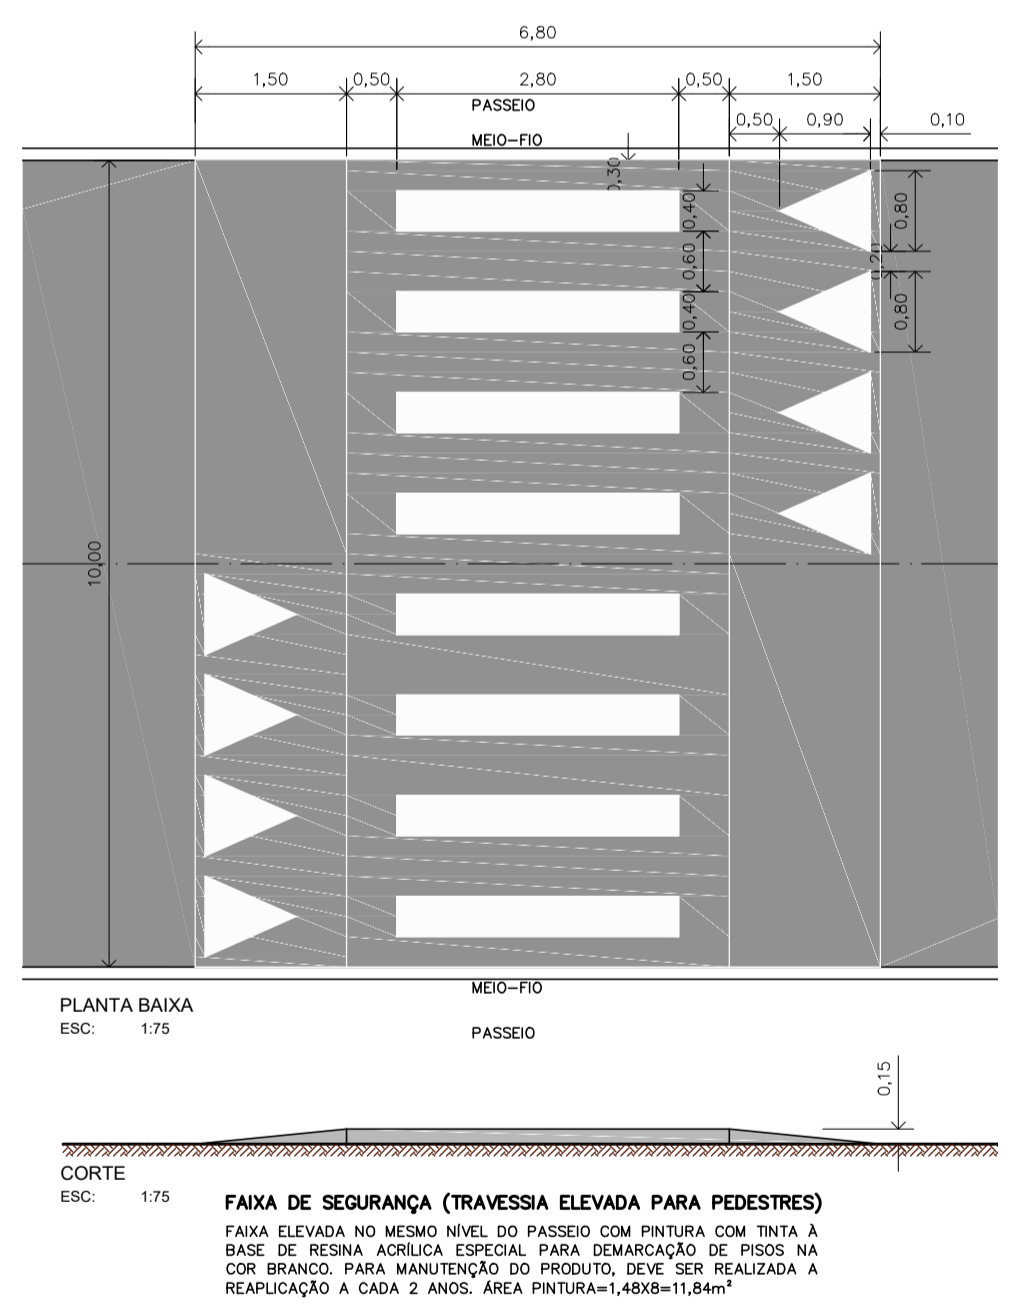 6,80
1,50 0,50 2,80 0,50 1,50
PASSEIO
0,50 0,90 0,10
MEIO-FIO
0,30
0,40
0,80
0,60
0,20
0,40
0,80
0,60
10,00
MEIO-FIO
PLANTA BAIXA
ESC: 1:75
PASSEIO
0,15
CORTE
ESC: 1:75
FAIXA DE SEGURANÇA (TRAVESSIA ELEVADA PARA PEDESTRES)
FAIXA ELEVADA NO MESMO NÍVEL DO PASSEIO COM PINTURA COM TINTA À
BASE DE RESINA ACRÍLICA ESPECIAL PARA DEMARCAÇÃO DE PISOS NA
COR BRANCO. PARA MANUTENÇÃO DO PRODUTO, DEVE SER REALIZADA A
REAPLICAÇÃO A CADA 2 ANOS. ÁREA PINTURA=1,48X8=11,84m²